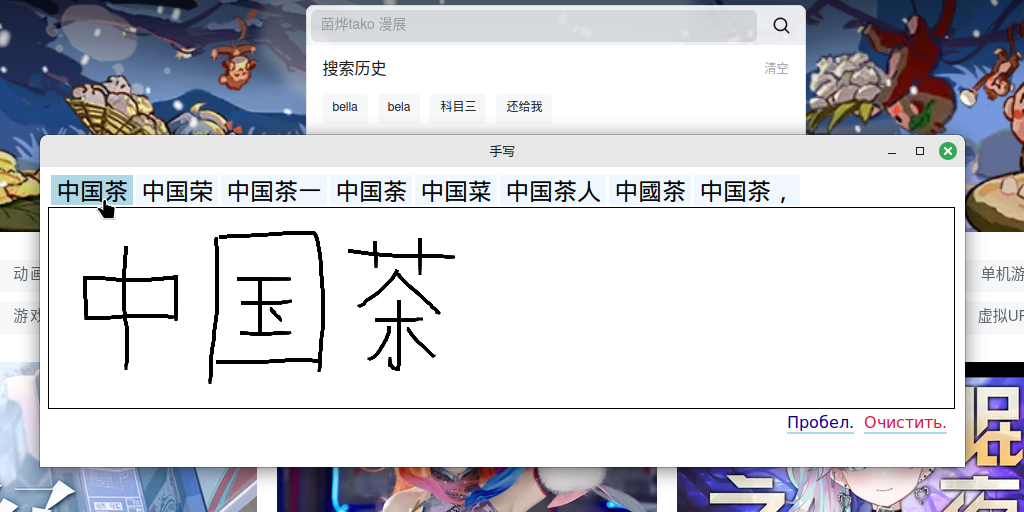 菌烨tako 漫展
搜索历史 清空
bella bela 科目三 还给我
手写
中国茶 中国荣 中国茶一 中国荼 中国菜 中国茶人 中國茶 中国茶，
中国茶
动画 单机游
游戏 虚拟UP
Пробел. Очистить.